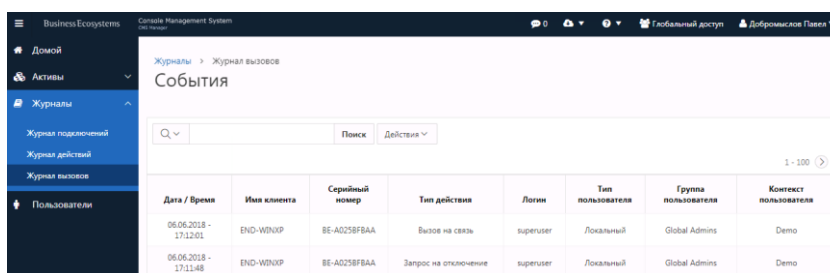 Business Ecosystems
Console Management System
CMS Manager
0
Глобальный доступ
Добромыслов Павел
Домой
Активы
Журналы
Журнал подключений
Журнал действий
Журнал вызовов
Пользователи
Журналы > Журнал вызовов
События
Поиск Действия
1 - 100
Дата / Время Имя клиента Серийный номер Тип действия Логин Тип пользователя Группа пользователя Контекст пользователя
06.06.2018 - 17:12:01 END-WINXP BE-A025BFBAA Вызов на связь superuser Локальный Global Admins Demo
06.06.2018 - 17:11:48 END-WINXP BE-A025BFBAA Запрос на отключение superuser Локальный Global Admins Demo